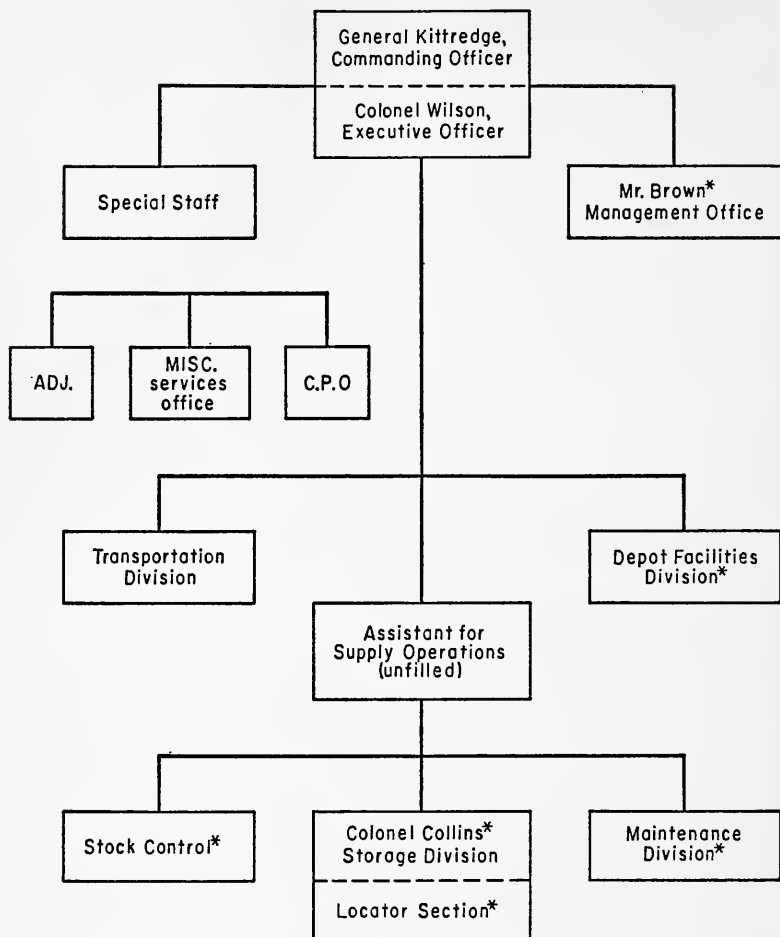 General Kittredge,
Commanding Officer
Colonel Wilson,
Executive Officer
Special Staff
Mr. Brown*
Management Office
ADJ.
MISC.
services
office
C.P.O
Transportation
Division
Depot Facilities
Division*
Assistant for
Supply Operations
(unfilled)
Stock Control*
Colonel Collins*
Storage Division
Locator Section*
Maintenance
Division*